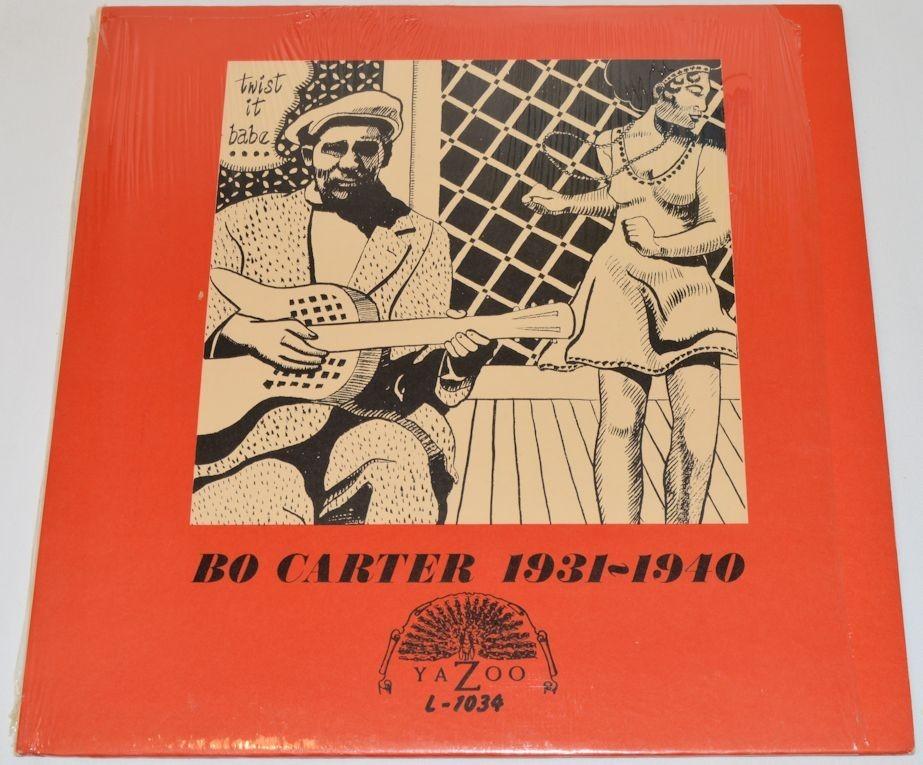 twist
it
babe
BO CARTER 1931~1940
YAZOO
L-1034